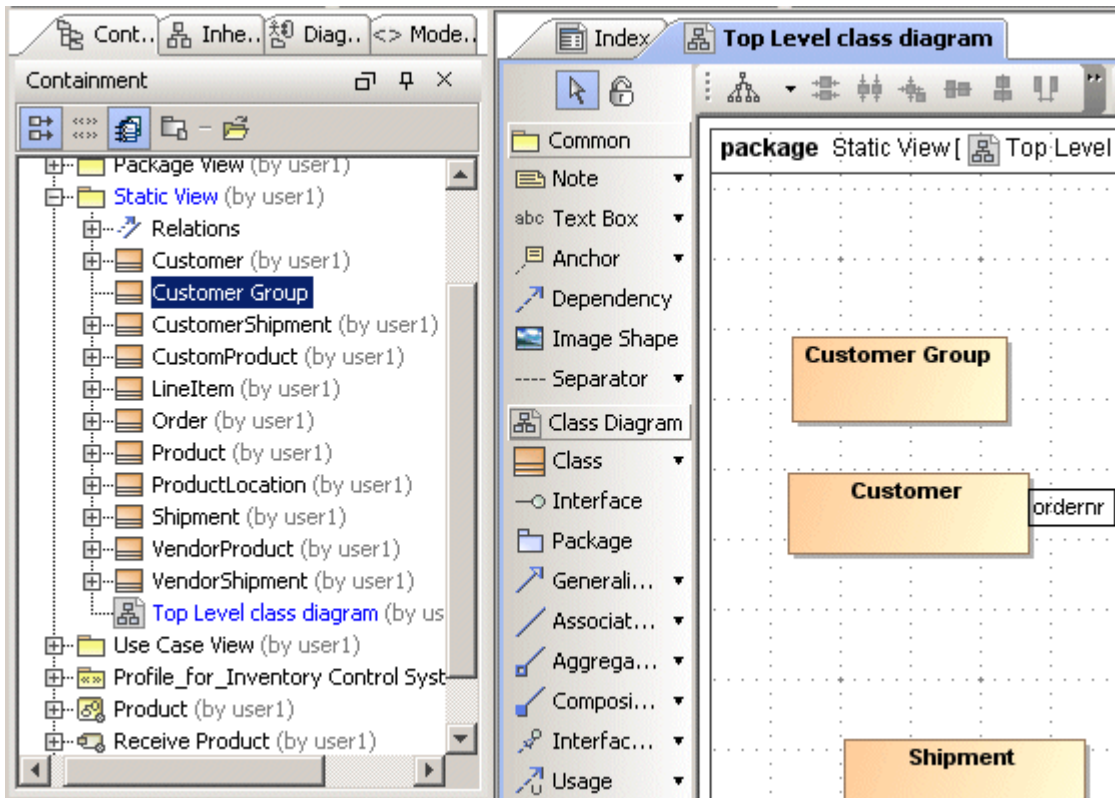 Cont..
Inhe..
Diag..
<> Mode..
Containment
Package View (by user1)
Static View (by user1)
Relations
Customer (by user1)
Customer Group
CustomerShipment (by user1)
CustomProduct (by user1)
LineItem (by user1)
Order (by user1)
Product (by user1)
ProductLocation (by user1)
Shipment (by user1)
VendorProduct (by user1)
VendorShipment (by user1)
Top Level class diagram (by us
Use Case View (by user1)
Profile_for_Inventory Control Syst
Product (by user1)
Receive Product (by user1)
Index
Top Level class diagram
Common
Note
abc Text Box
Anchor
Dependency
Image Shape
Separator
Class Diagram
Class
Interface
Package
Generali...
Associat...
Aggrega...
Composi...
Interfac...
Usage
package Static View [ Top Level
Customer Group
Customer
ordernr
Shipment